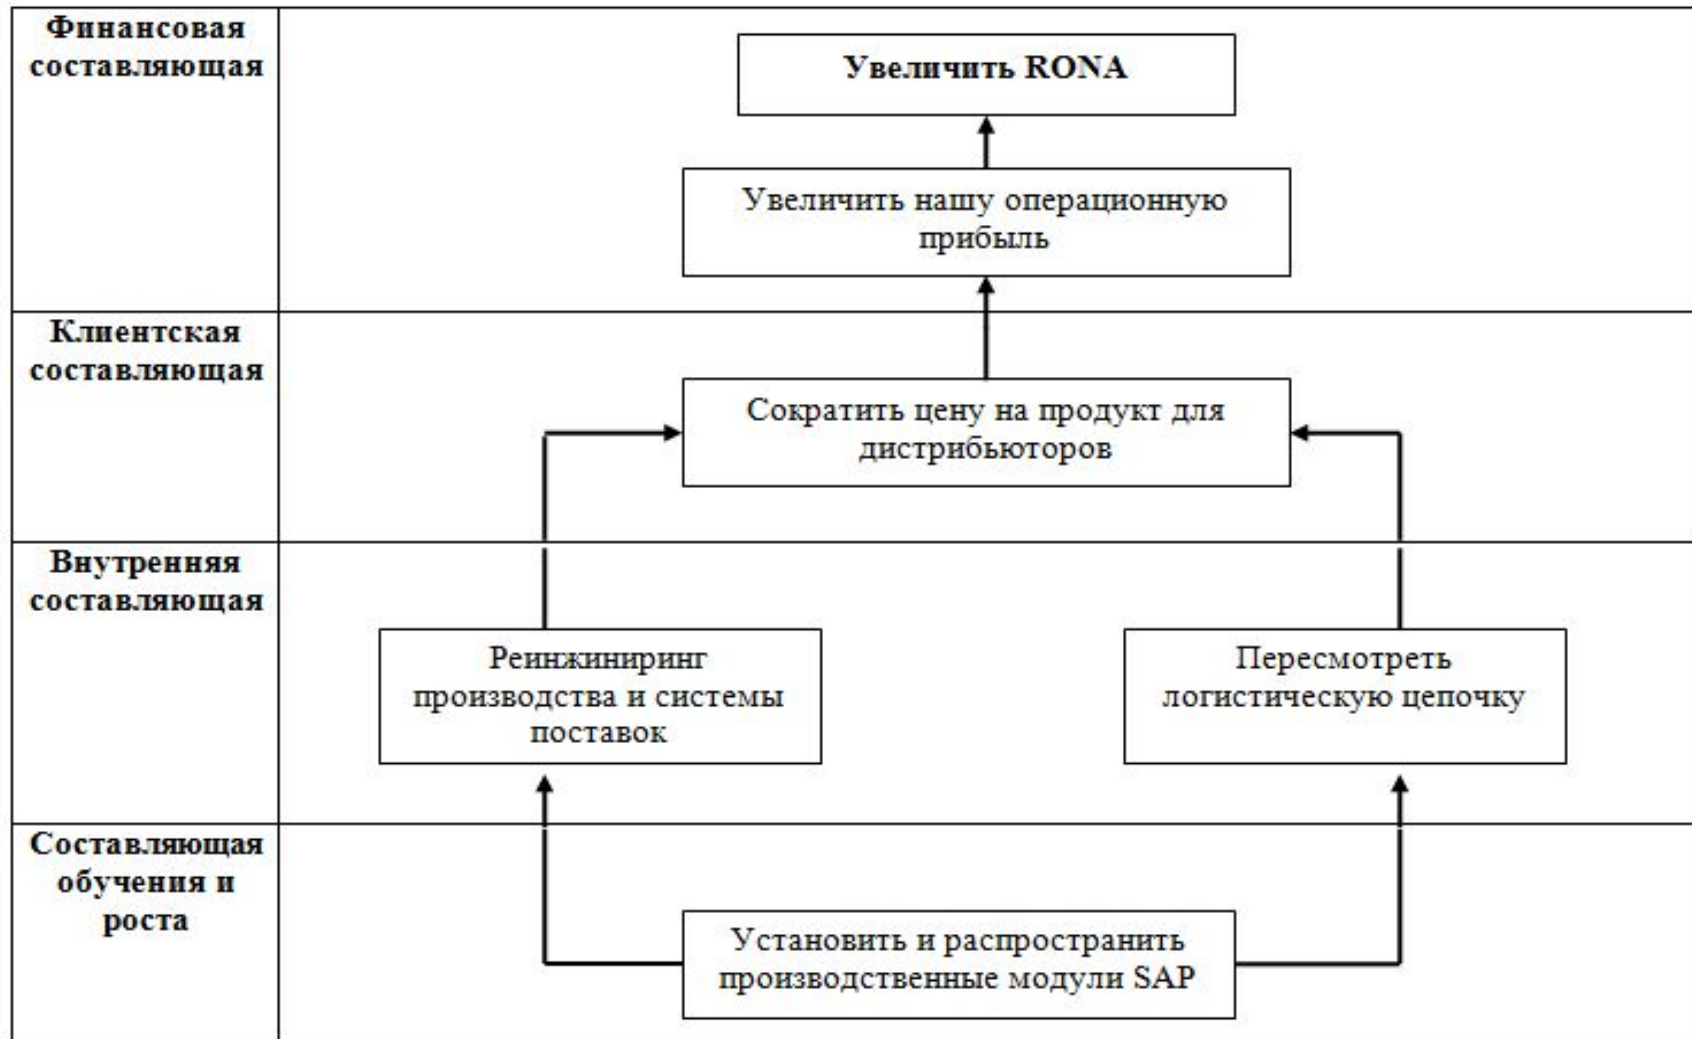 Финансовая
составляющая
Увеличить RONA
Увеличить нашу операционную
прибыль
Клиентская
составляющая
Сократить цену на продукт для
дистрибьюторов
Внутренняя
составляющая
Реинжиниринг
производства и системы
поставок
Пересмотреть
логистическую цепочку
Составляющая
обучения и
роста
Установить и распространить
производственные модули SAP